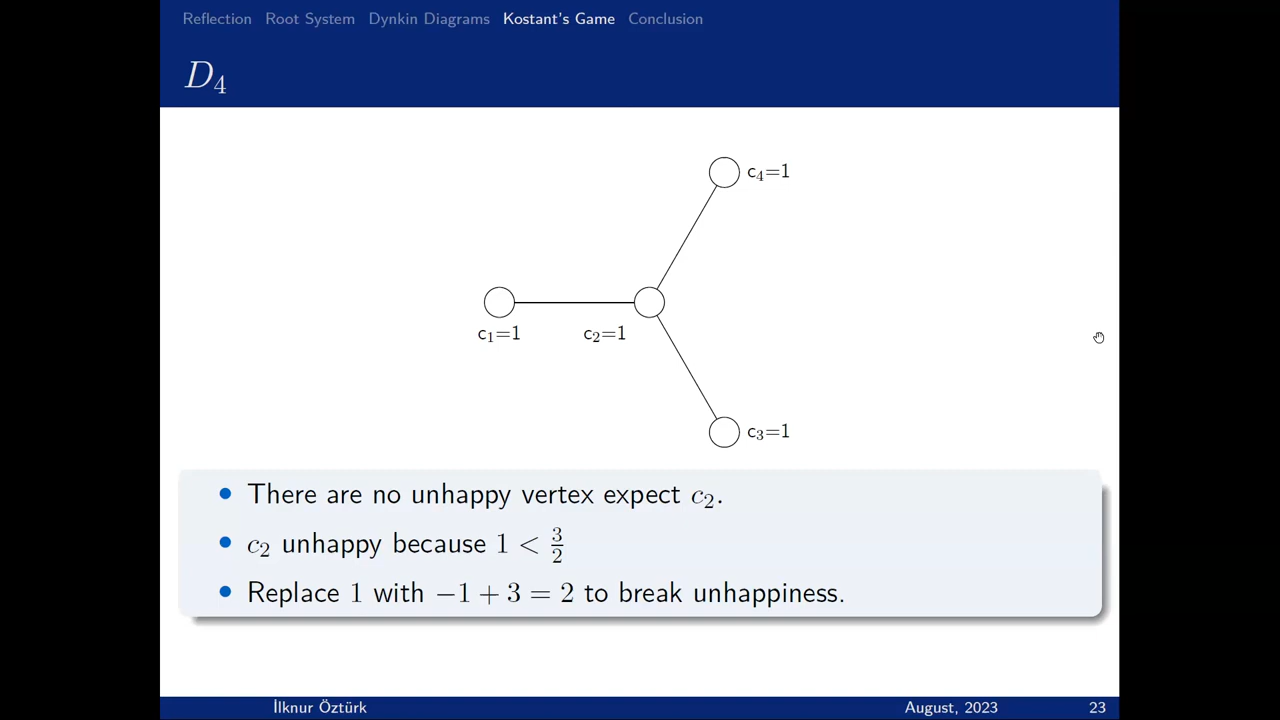 Reflection Root System Dynkin Diagrams Kostant's Game Conclusion
D₄
c₄=1
c₁=1 c₂=1
c₃=1
• There are no unhappy vertex expect c₂.
• c₂ unhappy because 1 < 3/2
• Replace 1 with −1 + 3 = 2 to break unhappiness.
İlknur Öztürk August, 2023 23